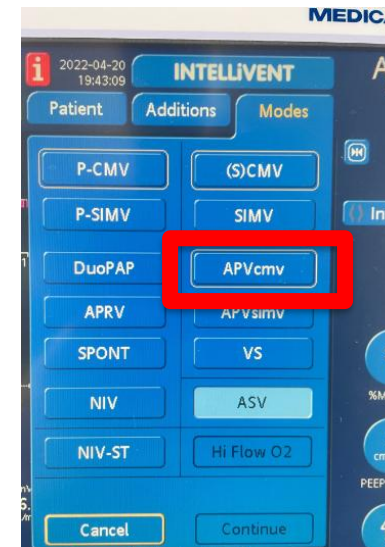 MEDICA
i 2022-04-20 INTELLiVENT
19:43:09
Patient Additions Modes
P-CMV (S)CMV
P-SIMV SIMV
DuoPAP APVcmv
APRV APVsimv
SPONT VS
NIV ASV
NIV-ST Hi Flow O2
PEEP
Cancel Continue